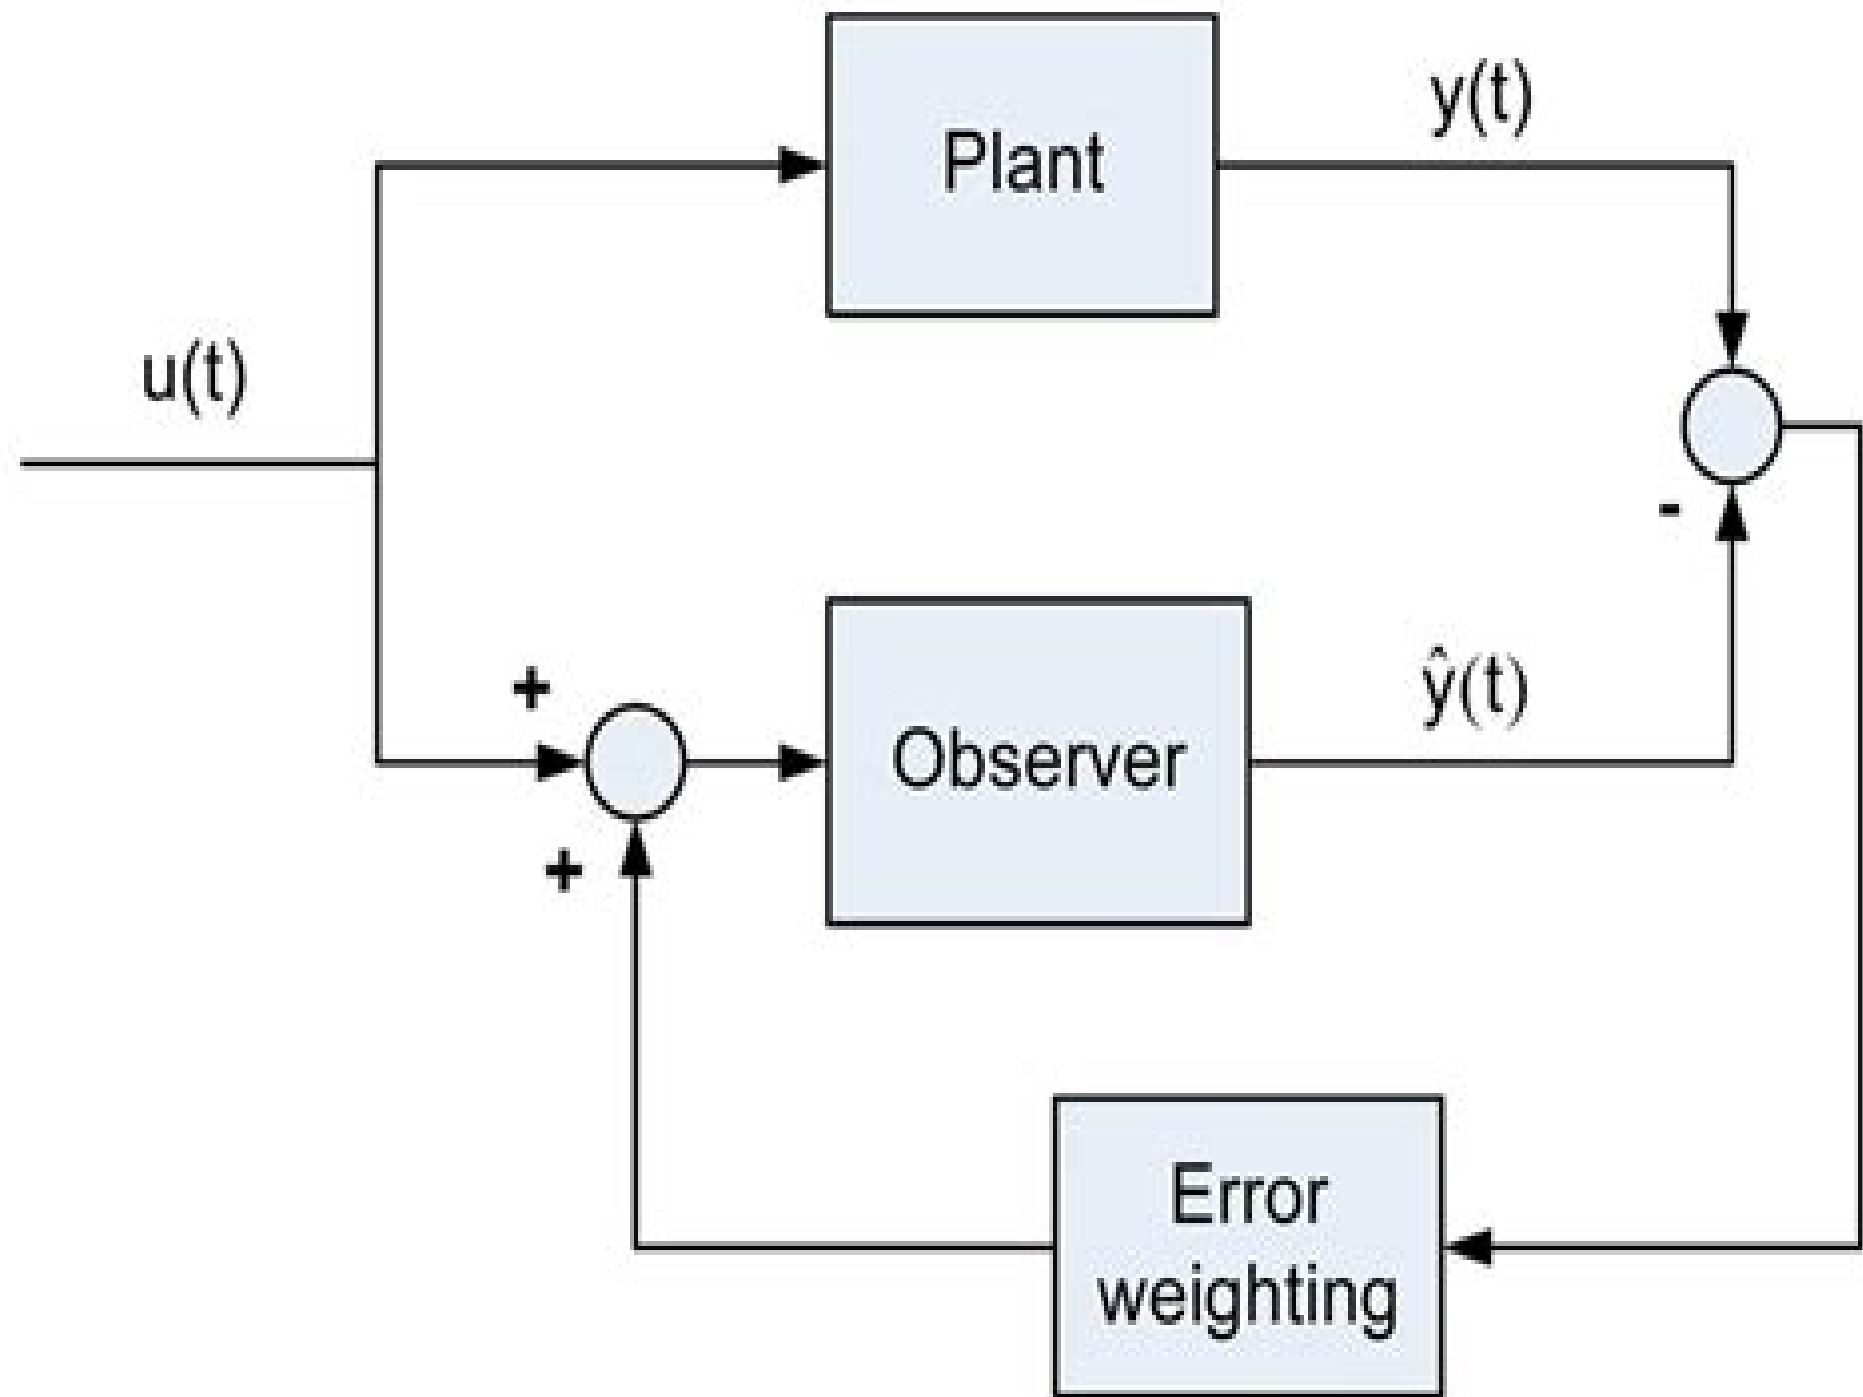 Plant
y(t)
u(t)
-
+
Observer
ŷ(t)
+
Error
weighting